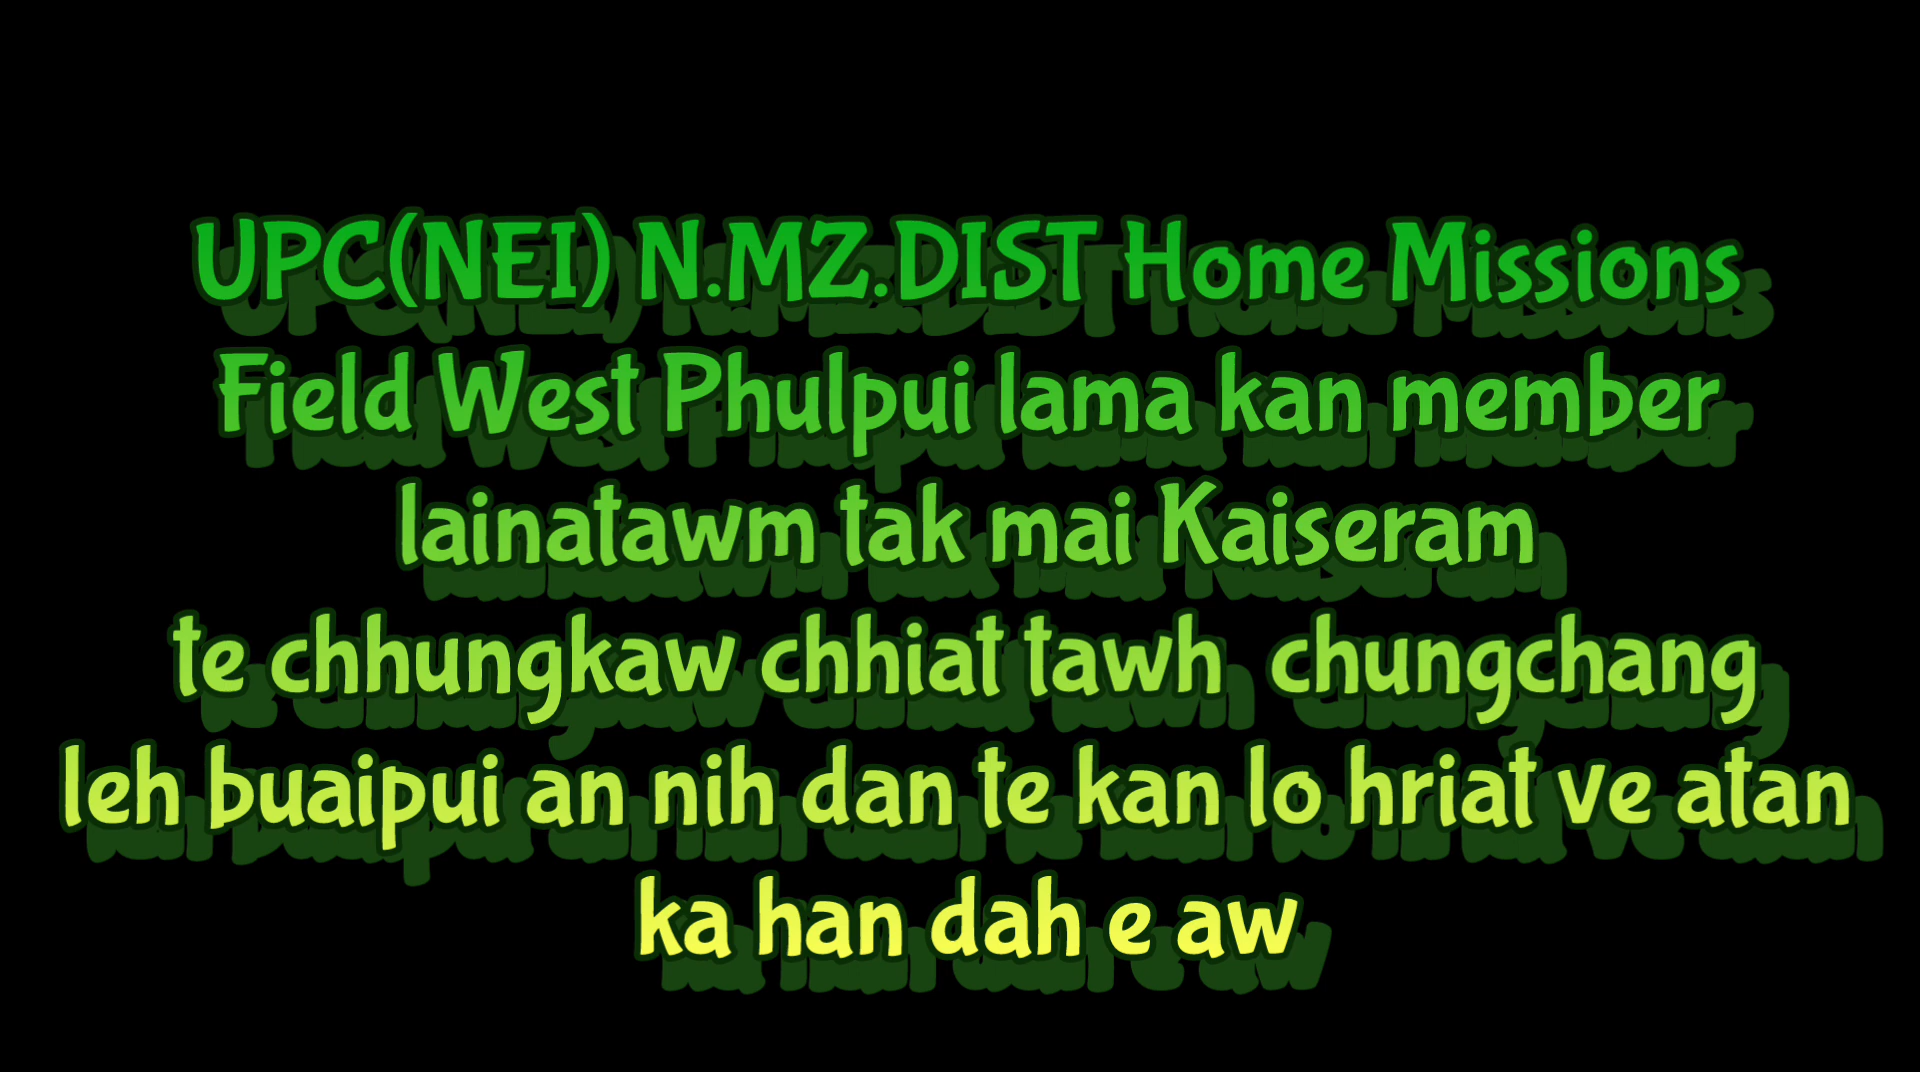 UPC(NEI) N.MZ.DIST Home Missions
Field West Phulpui lama kan member
lainatawm tak mai Kaiseram
te chhungkaw chhiat tawh  chungchang
leh buaipui an nih dan te kan lo hriat ve atan
ka han dah e aw